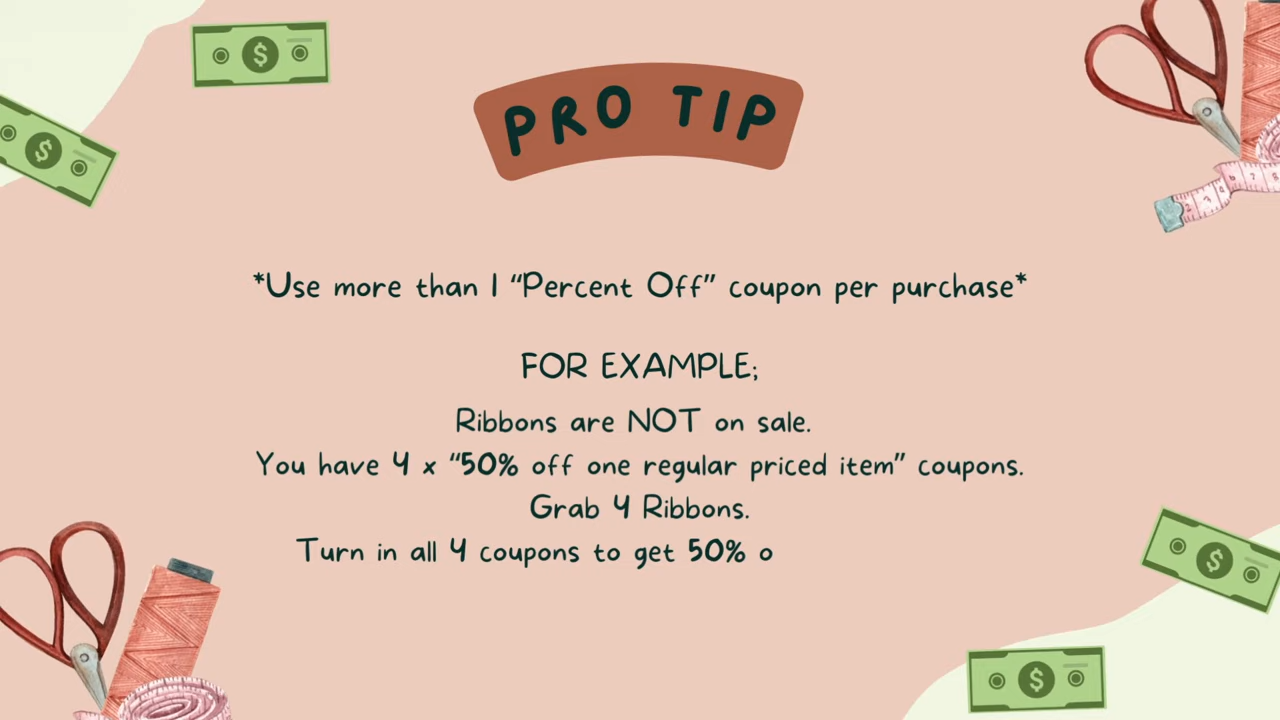 PRO TIP
*Use more than 1 “Percent Off” coupon per purchase*
FOR EXAMPLE;
Ribbons are NOT on sale.
You have 4 x “50% off one regular priced item” coupons.
Grab 4 Ribbons.
Turn in all 4 coupons to get 50% o